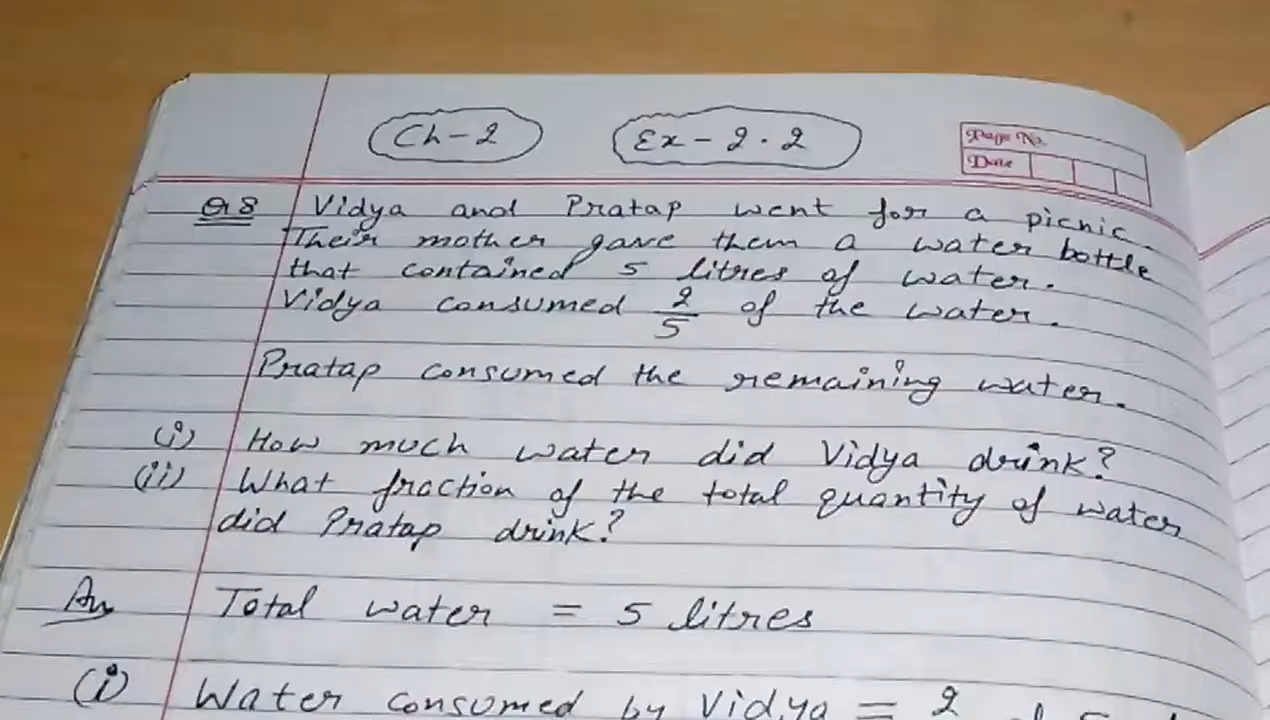 Ch-2 Ex-2.2
Page No.
Date
Q8 Vidya and Pratap went for a picnic.
Their mother gave them a water bottle
that contained 5 litres of water.
Vidya consumed 2/5 of the water.
Pratap consumed the remaining water.
(i) How much water did Vidya drink?
(ii) What fraction of the total quantity of water
did Pratap drink?
Ans Total water = 5 litres
(i) Water consumed by Vidya = 2